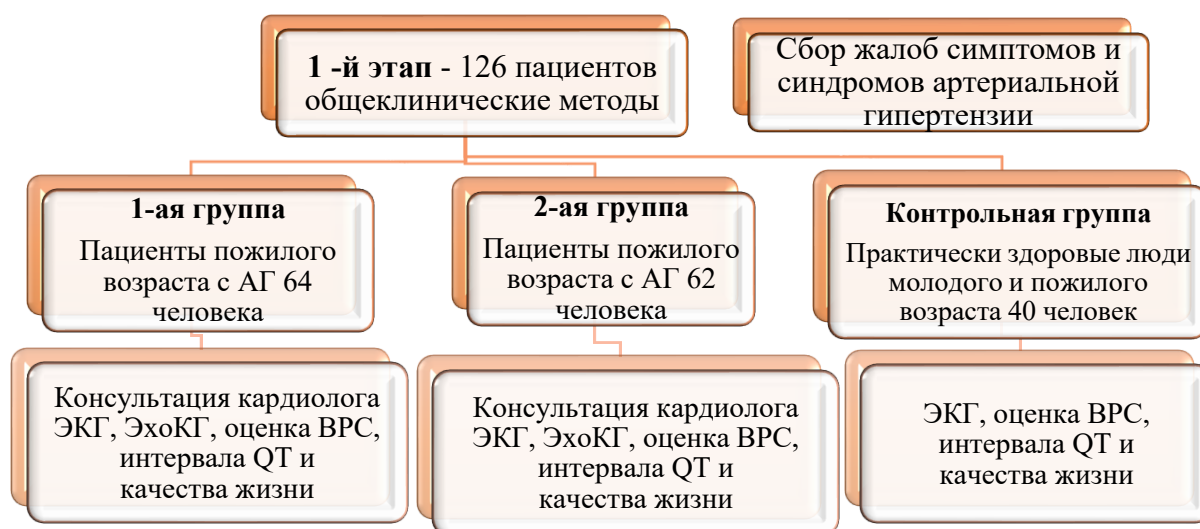 1 -й этап - 126 пациентов
общеклинические методы
Сбор жалоб симптомов и
синдромов артериальной
гипертензии
1-ая группа
Пациенты пожилого
возраста с АГ 64
человека
2-ая группа
Пациенты пожилого
возраста с АГ 62
человека
Контрольная группа
Практически здоровые люди
молодого и пожилого
возраста 40 человек
Консультация кардиолога
ЭКГ, ЭхоКГ, оценка ВРС,
интервала QT и
качества жизни
Консультация кардиолога
ЭКГ, ЭхоКГ, оценка ВРС,
интервала QT и
качества жизни
ЭКГ, оценка ВРС,
интервала QT и
качества жизни